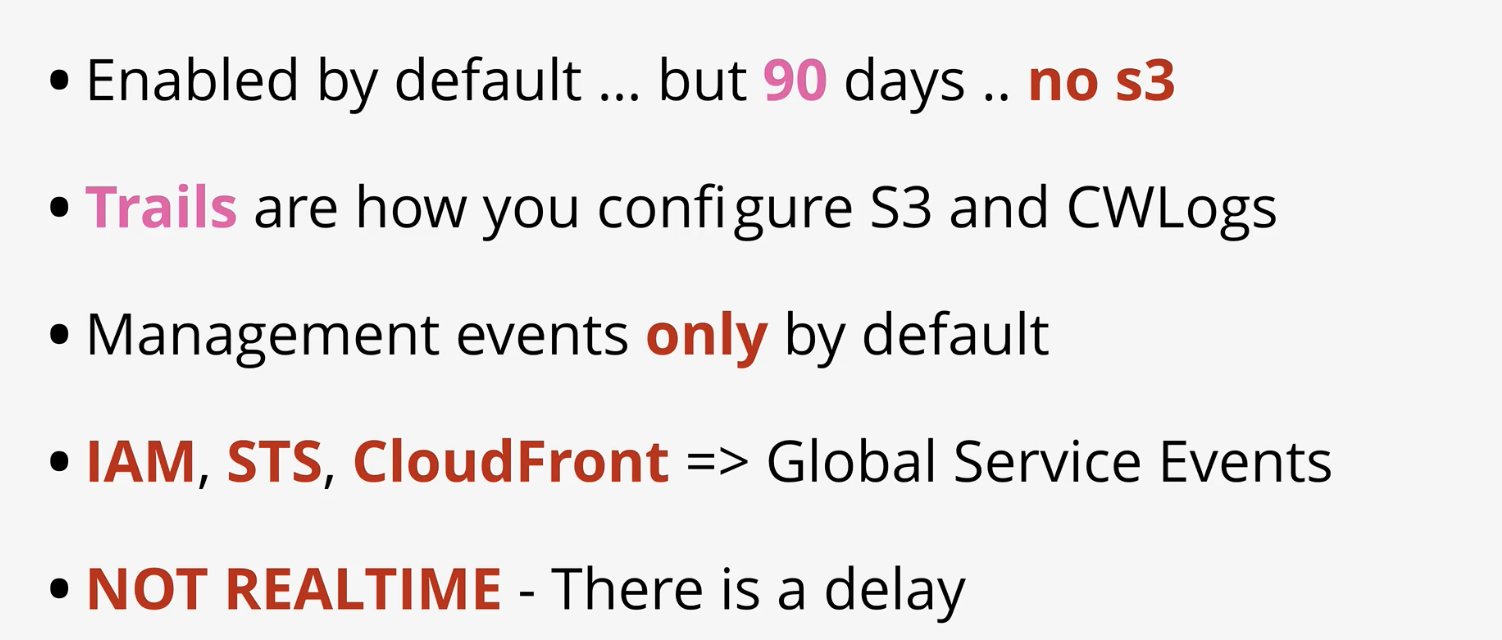 • Enabled by default ... but 90 days .. no s3
• Trails are how you configure S3 and CWLogs
• Management events only by default
• IAM, STS, CloudFront => Global Service Events
• NOT REALTIME - There is a delay